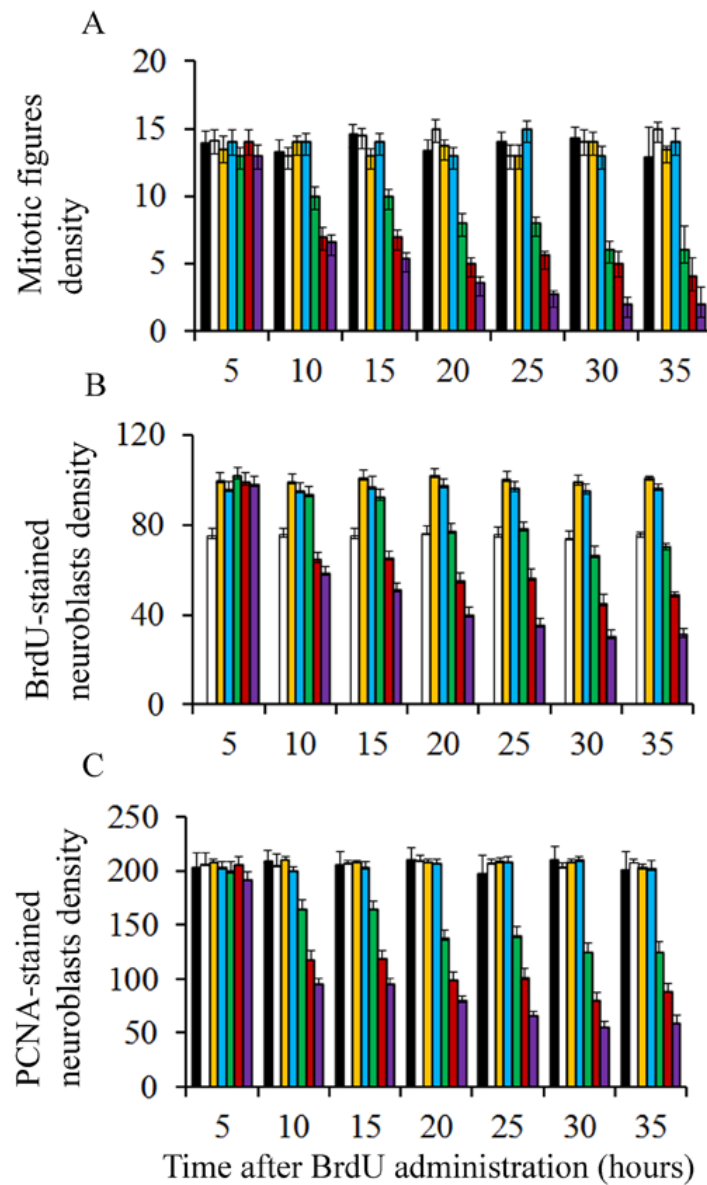 A
Mitotic figures
density
20
15
10
5
0
5 10 15 20 25 30 35
B
BrdU-stained
neuroblasts density
120
80
40
0
5 10 15 20 25 30 35
C
PCNA-stained
neuroblasts density
250
200
150
100
50
0
5 10 15 20 25 30 35
Time after BrdU administration (hours)